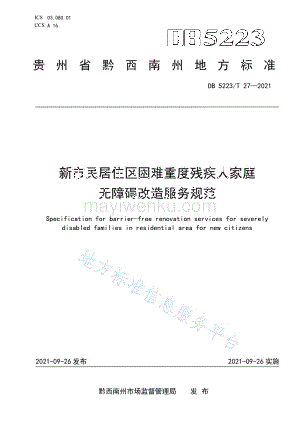 ICS 03.080.01
CCS A 16
DB5223
贵州省黔西南州地方标准
DB 5223/T 27—2021
新市民居住区困难重度残疾人家庭
无障碍改造服务规范
mayiwenku.com
Specification for barrier-free renovation services for severely
disabled families in residential area for new citizens
地方标准信息服务平台
2021-09-26 发布
2021-09-26 实施
黔西南州市场监督管理局 发布